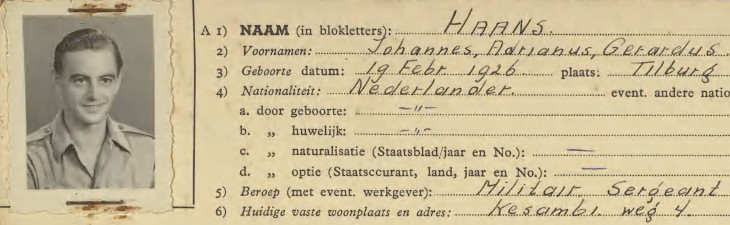 A 1) NAAM (in blokletters): HAANS.
2) Voornamen: Johannes, Adrianus, Gerardus.
3) Geboorte datum: 19 Febr. 1926 plaats: Tilburg
4) Nationaliteit: Nederlander. event. andere natio
a. door geboorte: —"—
b. „ huwelijk: —"—
c. „ naturalisatie (Staatsblad/jaar en No.): —
d. „ optie (Staatscourant, land, jaar en No.): —
5) Beroep (met event. werkgever): Militair Sergeant
6) Huidige vaste woonplaats en adres: Kesambi weg 4.